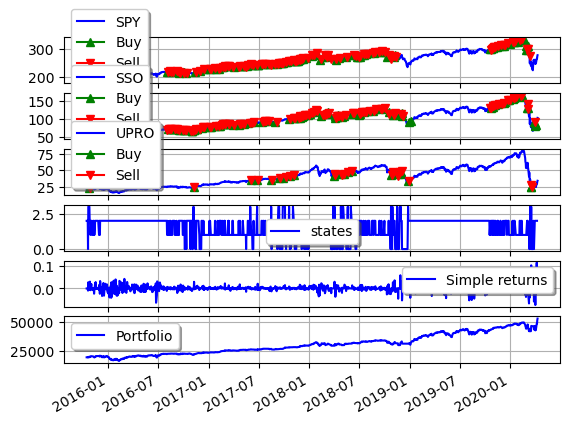 SPY
Buy
Sell
300
200
SSO
Buy
Sell
150
100
50
UPRO
Buy
Sell
75
50
25
states
2.5
0.0
Simple returns
0.1
0.0
Portfolio
50000
25000
2016-01
2016-07
2017-01
2017-07
2018-01
2018-07
2019-01
2019-07
2020-01